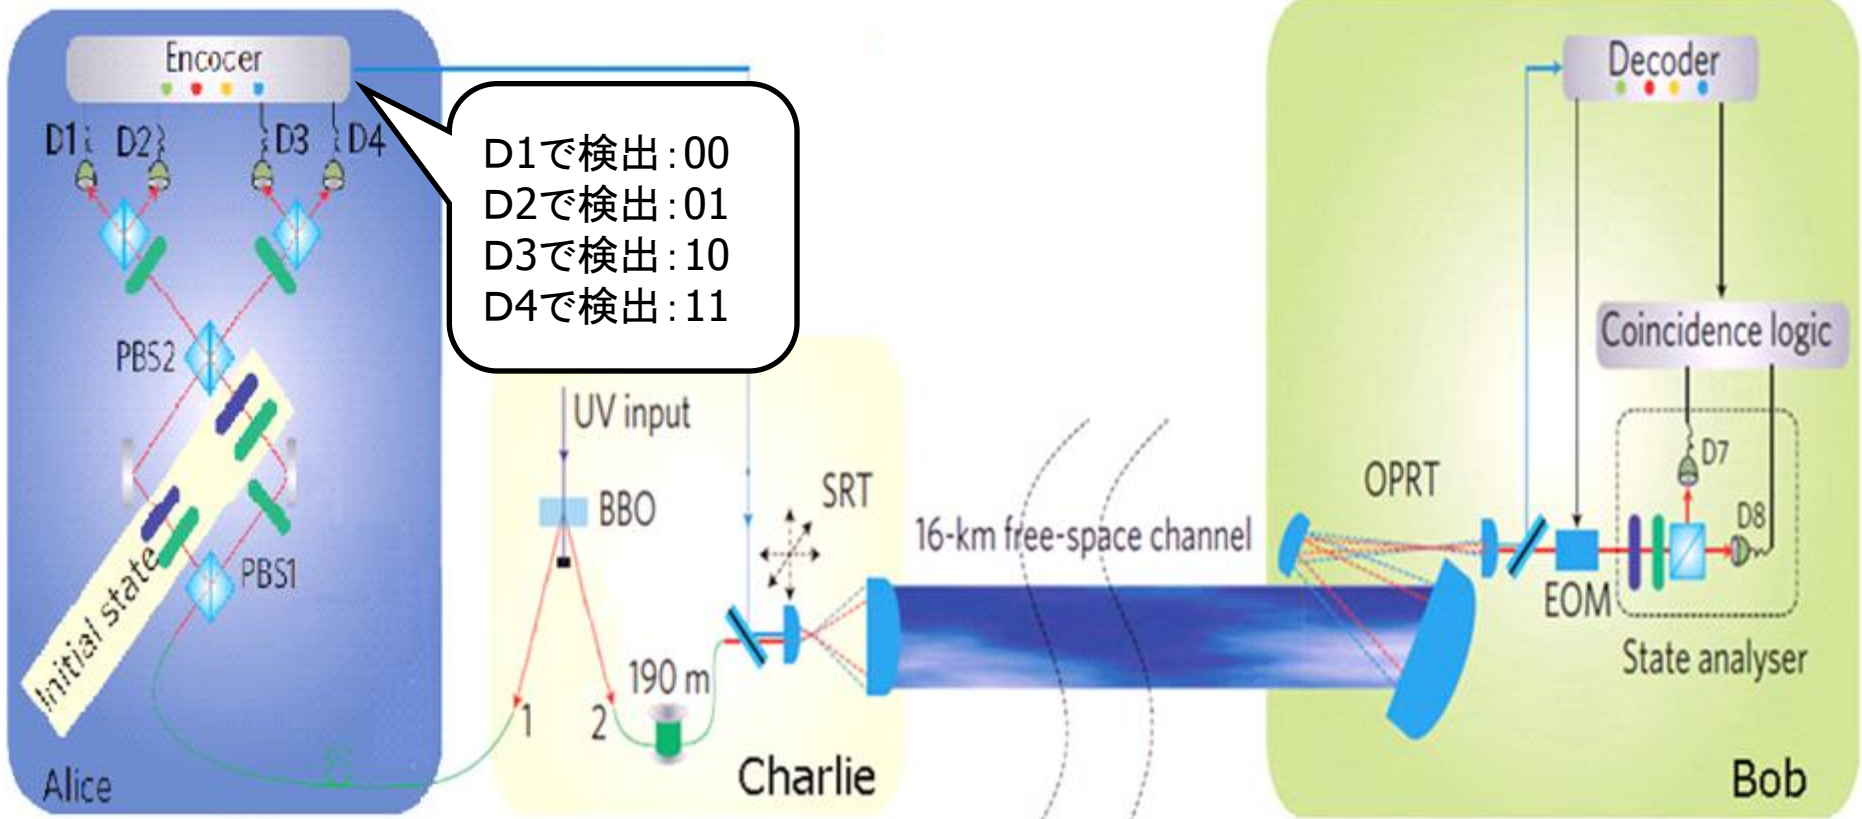 Encocer
D1
D2
D3
D4
D1で検出:00
D2で検出:01
D3で検出:10
D4で検出:11
PBS2
PBS1
Initial state
Alice
UV input
BBO
SRT
190 m
1
2
Charlie
16-km free-space channel
OPRT
Decoder
Coincidence logic
D7
D8
EOM
State analyser
Bob